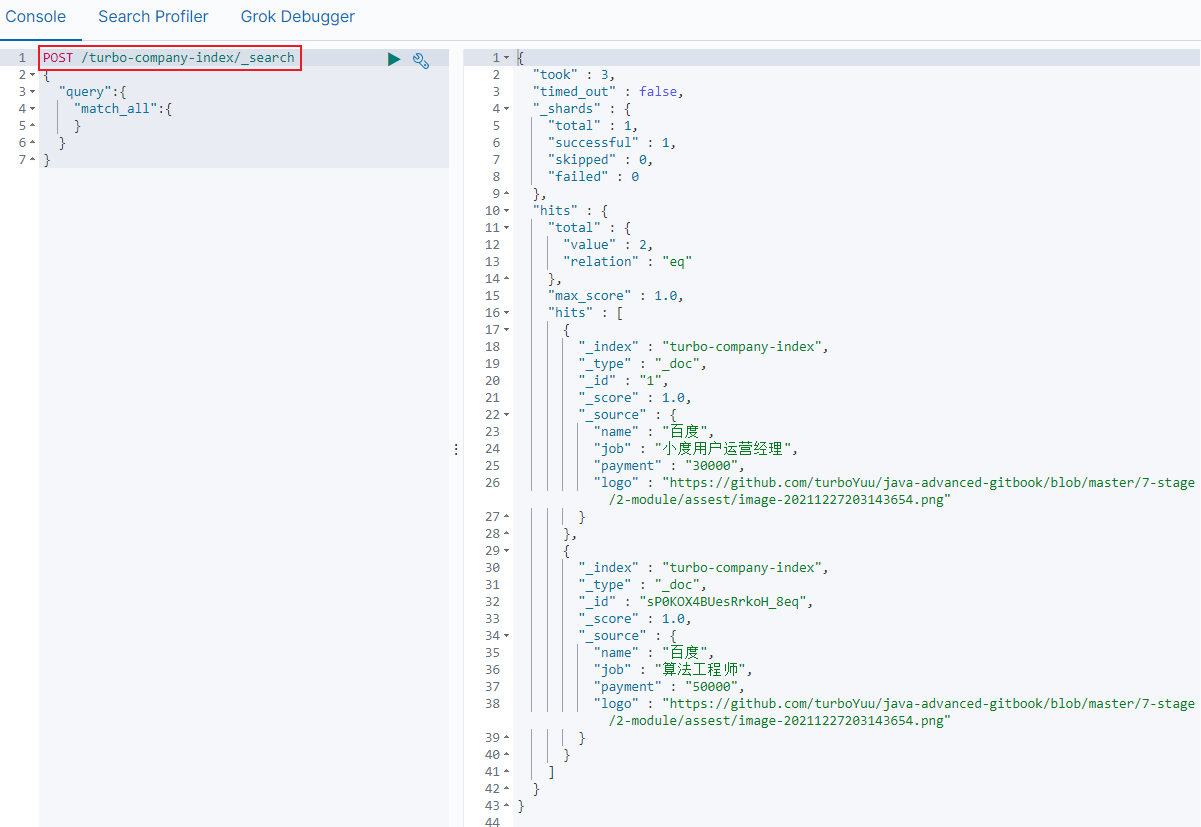 Console Search Profiler Grok Debugger
1 POST /turbo-company-index/_search
2 {
3 "query":{
4 "match_all":{
5 }
6 }
7 }
1 {
2 "took" : 3,
3 "timed_out" : false,
4 "_shards" : {
5 "total" : 1,
6 "successful" : 1,
7 "skipped" : 0,
8 "failed" : 0
9 },
10 "hits" : {
11 "total" : {
12 "value" : 2,
13 "relation" : "eq"
14 },
15 "max_score" : 1.0,
16 "hits" : [
17 {
18 "_index" : "turbo-company-index",
19 "_type" : "_doc",
20 "_id" : "1",
21 "_score" : 1.0,
22 "_source" : {
23 "name" : "百度",
24 "job" : "小度用户运营经理",
25 "payment" : "30000",
26 "logo" : "https://github.com/turboYuu/java-advanced-gitbook/blob/master/7-stage
/2-module/assest/image-20211227203143654.png"
27 }
28 },
29 {
30 "_index" : "turbo-company-index",
31 "_type" : "_doc",
32 "_id" : "sP0KOX4BUesRrkoH_8eq",
33 "_score" : 1.0,
34 "_source" : {
35 "name" : "百度",
36 "job" : "算法工程师",
37 "payment" : "50000",
38 "logo" : "https://github.com/turboYuu/java-advanced-gitbook/blob/master/7-stage
/2-module/assest/image-20211227203143654.png"
39 }
40 }
41 ]
42 }
43 }
44